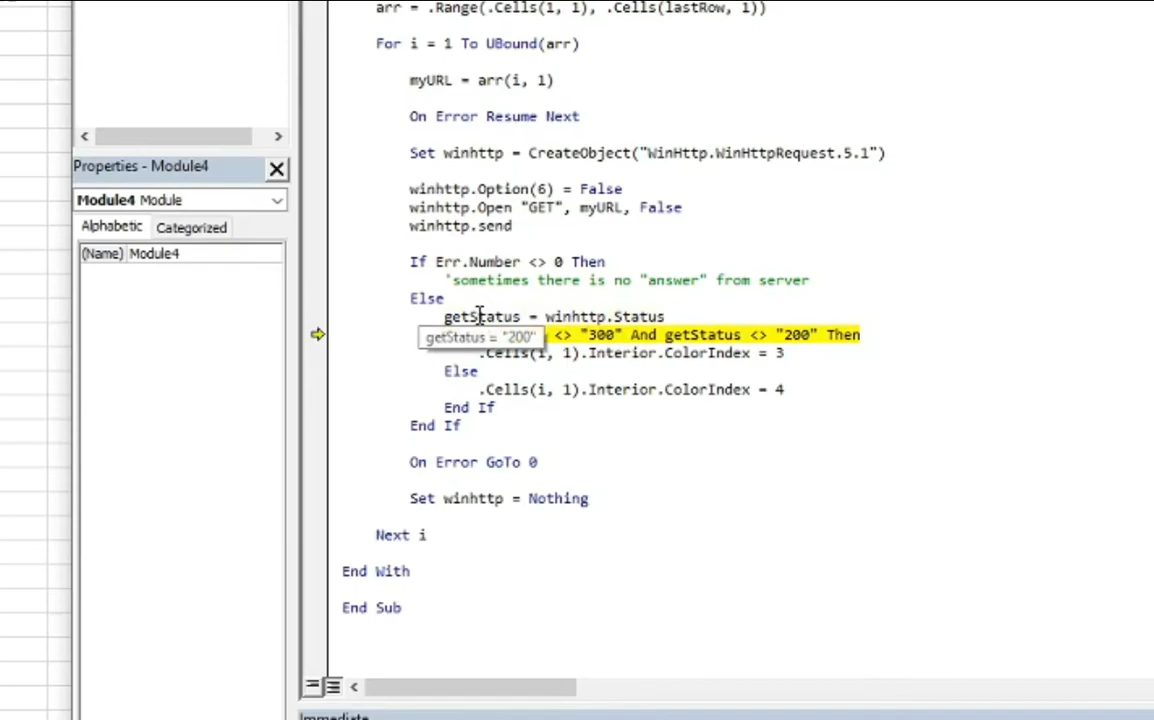 arr = .Range(.Cells(1, 1), .Cells(lastRow, 1))
For i = 1 To UBound(arr)
myURL = arr(i, 1)
On Error Resume Next
Set winhttp = CreateObject("WinHttp.WinHttpRequest.5.1")
winhttp.Option(6) = False
winhttp.Open "GET", myURL, False
winhttp.send
If Err.Number <> 0 Then
'sometimes there is no "answer" from server
Else
getStatus = winhttp.Status
getStatus = "200"
<> "300" And getStatus <> "200" Then
.Cells(i, 1).Interior.ColorIndex = 3
Else
.Cells(i, 1).Interior.ColorIndex = 4
End If
End If
On Error GoTo 0
Set winhttp = Nothing
Next i
End With
End Sub
Properties - Module4
Module4 Module
Alphabetic Categorized
(Name) Module4
Immediate